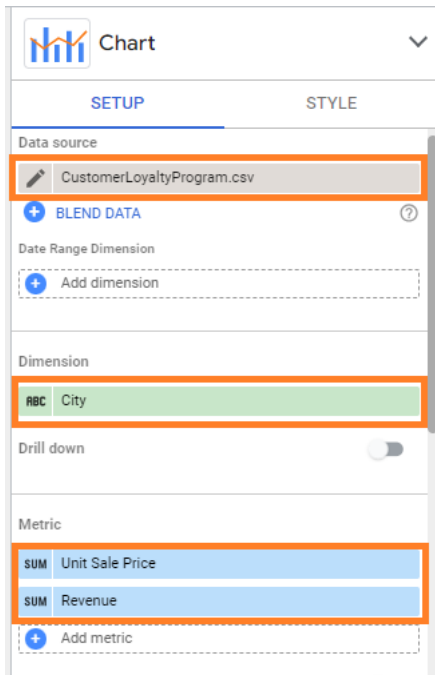 Chart
SETUP STYLE
Data source
CustomerLoyaltyProgram.csv
BLEND DATA
Date Range Dimension
Add dimension
Dimension
ABC City
Drill down
Metric
SUM Unit Sale Price
SUM Revenue
Add metric